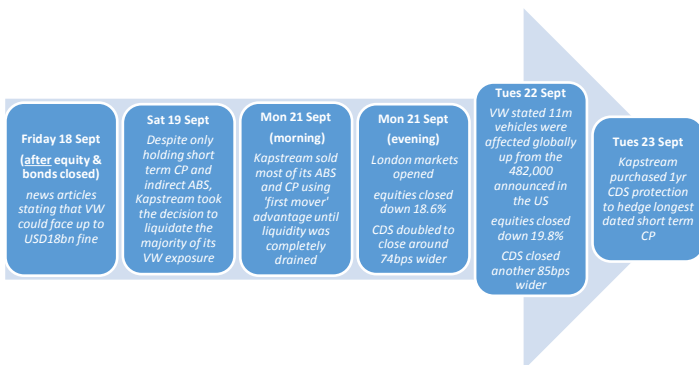 Friday 18 Sept
(after equity &
bonds closed)
news articles
stating that VW
could face up to
USD18bn fine
Sat 19 Sept
Despite only
holding short
term CP and
indirect ABS,
Kapstream took
the decision to
liquidate the
majority of its
VW exposure
Mon 21 Sept
(morning)
Kapstream sold
most of its ABS
and CP using
'first mover'
advantage until
liquidity was
completely
drained
Mon 21 Sept
(evening)
London markets
opened
equities closed
down 18.6%
CDS doubled to
close around
74bps wider
Tues 22 Sept
VW stated 11m
vehicles were
affected globally
up from the
482,000
announced in
the US
equities closed
down 19.8%
CDS closed
another 85bps
wider
Tues 23 Sept
Kapstream
purchased 1yr
CDS protection
to hedge longest
dated short term
CP